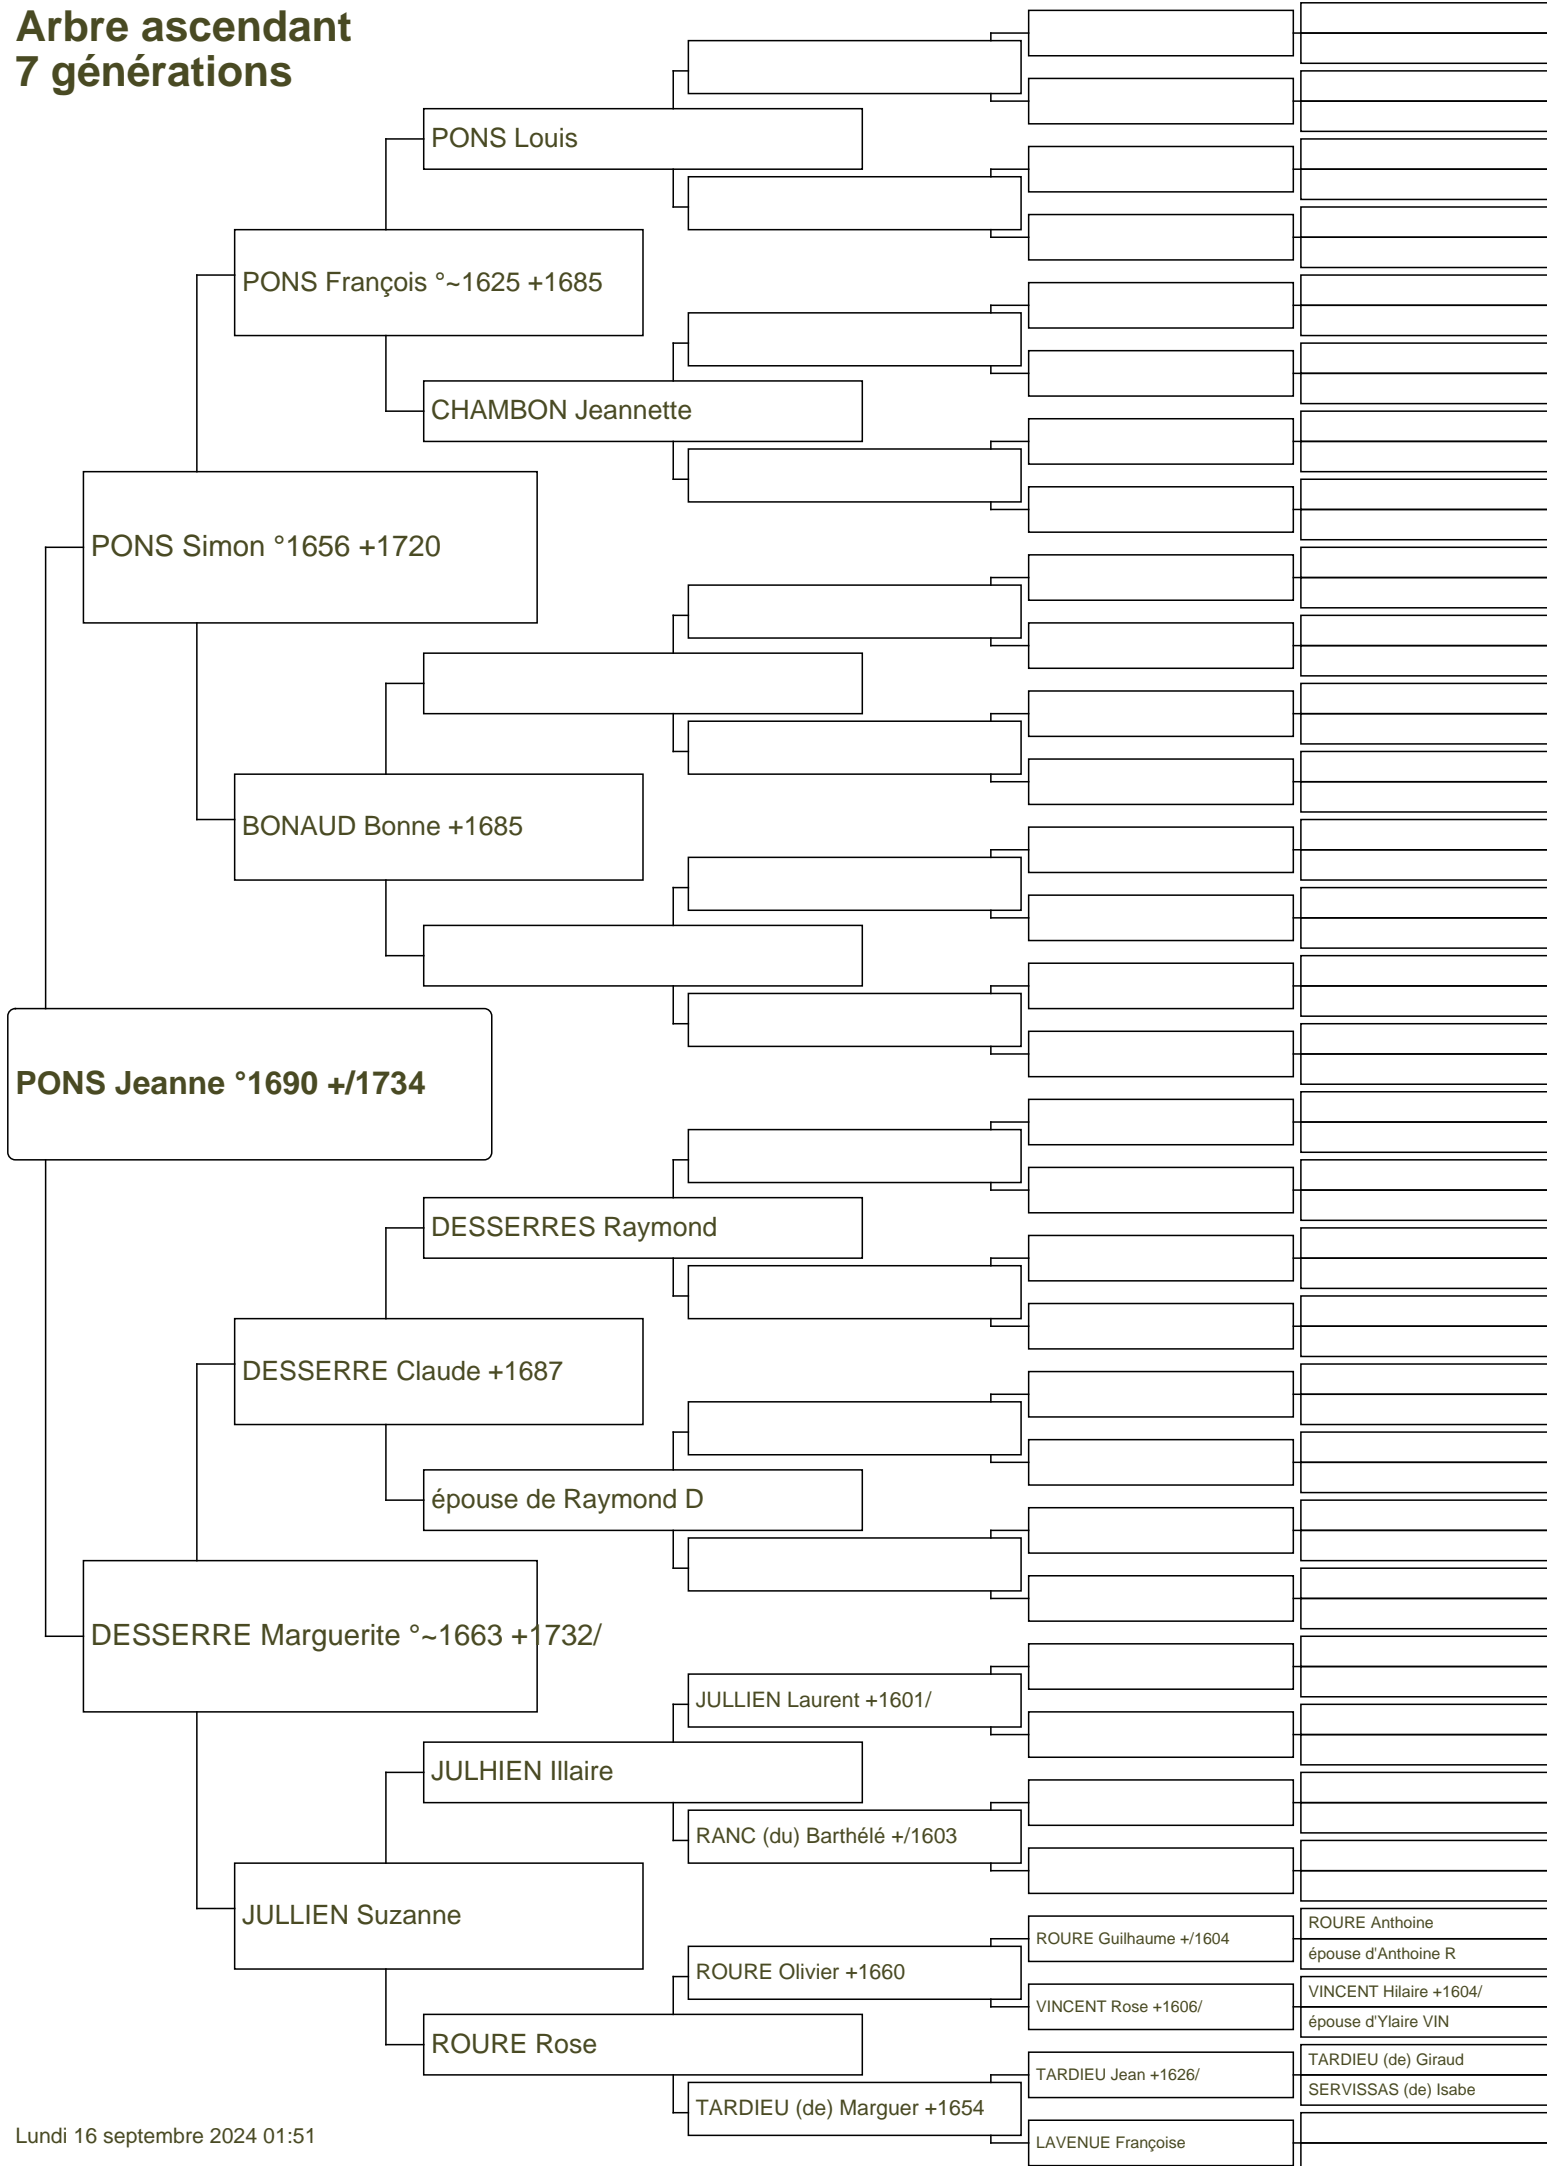 Arbre ascendant
7 générations
PONS Louis
PONS François °~1625 +1685
CHAMBON Jeannette
PONS Simon °1656 +1720
BONAUD Bonne +1685
PONS Jeanne °1690 +/1734
DESSERRES Raymond
DESSERRE Claude +1687
épouse de Raymond D
DESSERRE Marguerite °~1663 +1732/
JULLIEN Laurent +1601/
JULHIEN Illaire
RANC (du) Barthélé +/1603
JULLIEN Suzanne
ROURE Anthoine
ROURE Guilhaume +/1604
épouse d'Anthoine R
ROURE Olivier +1660
VINCENT Hilaire +1604/
VINCENT Rose +1606/
épouse d'Ylaire VIN
ROURE Rose
TARDIEU (de) Giraud
TARDIEU Jean +1626/
SERVISSAS (de) Isabe
TARDIEU (de) Marguer +1654
LAVENUE Françoise
Lundi 16 septembre 2024 01:51